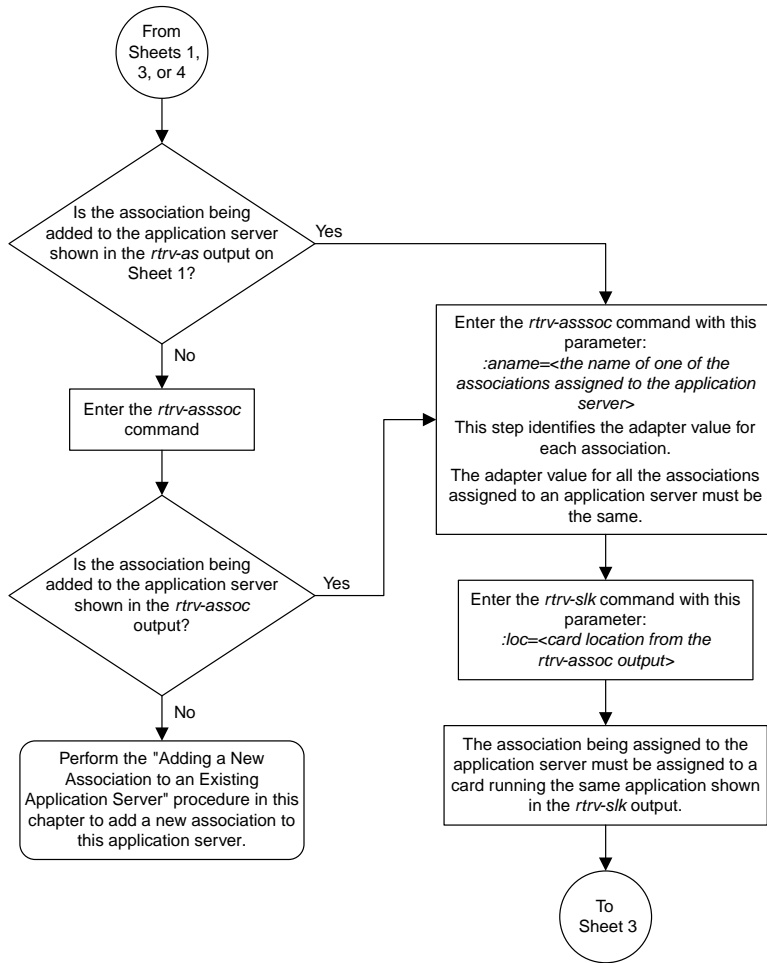 From
Sheets 1,
3, or 4
Is the association being
added to the application server
shown in the rtrv-as output on
Sheet 1?
Yes
No
Enter the rtrv-asssoc
command
Is the association being
added to the application server
shown in the rtrv-assoc
output?
Yes
No
Perform the "Adding a New
Association to an Existing
Application Server" procedure in this
chapter to add a new association to
this application server.
Enter the rtrv-asssoc command with this
parameter:
:aname=<the name of one of the
associations assigned to the application
server>
This step identifies the adapter value for
each association.
The adapter value for all the associations
assigned to an application server must be
the same.
Enter the rtrv-slk command with this
parameter:
:loc=<card location from the
rtrv-assoc output>
The association being assigned to the
application server must be assigned to a
card running the same application shown
in the rtrv-slk output.
To
Sheet 3